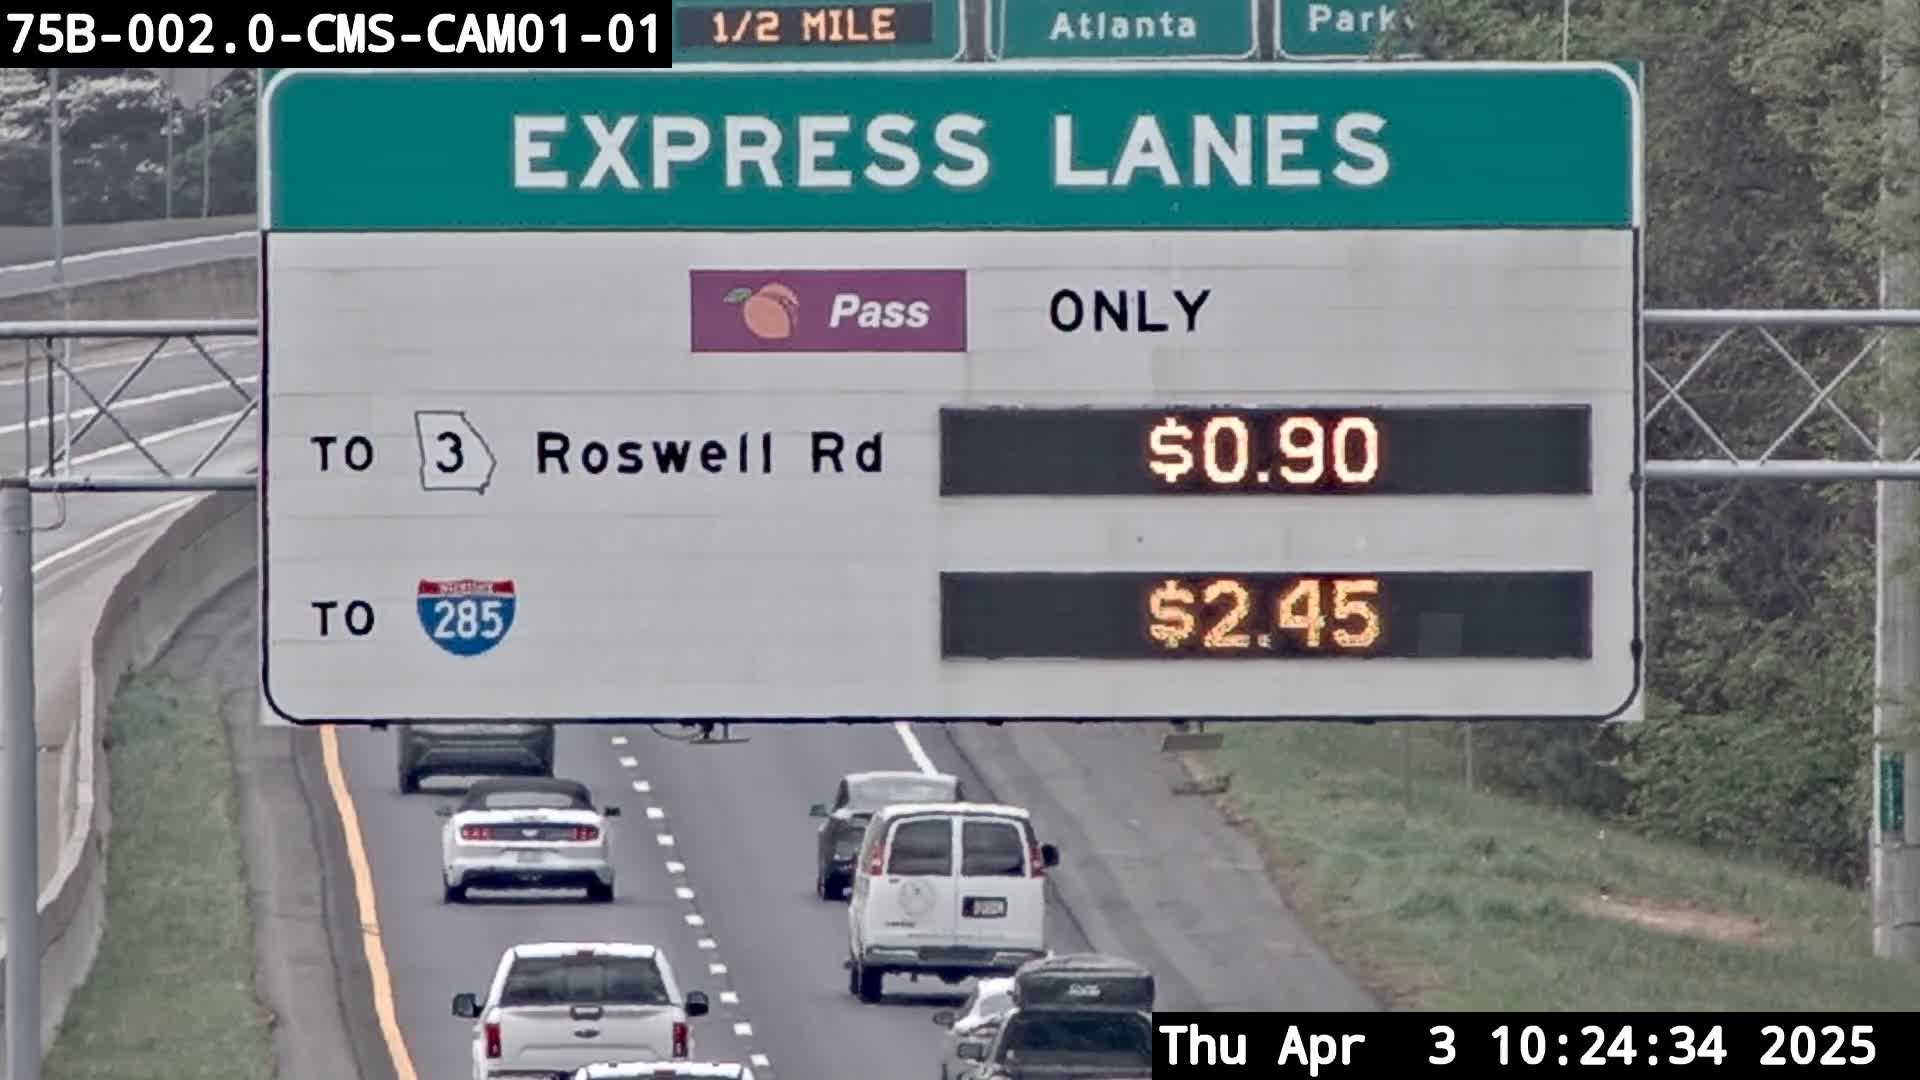 75B-002.0-CMS-CAM01-01
1/2 MILE
Atlanta
Park
EXPRESS LANES
Pass ONLY
TO 3 Roswell Rd $0.90
TO INTERSTATE 285 $2.45
Thu Apr 3 10:24:34 2025